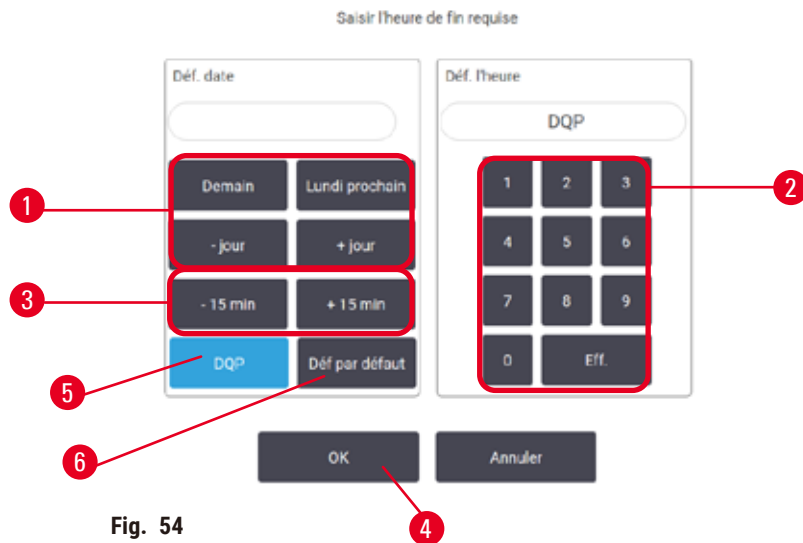 Saisir l'heure de fin requise
Déf. date
Déf. l'heure
DQP
Demain
Lundi prochain
1
2
3
2
1
- jour
+ jour
4
5
6
3
- 15 min
+ 15 min
7
8
9
DQP
Déf par défaut
0
Eff.
5
6
OK
Annuler
4
Fig. 54